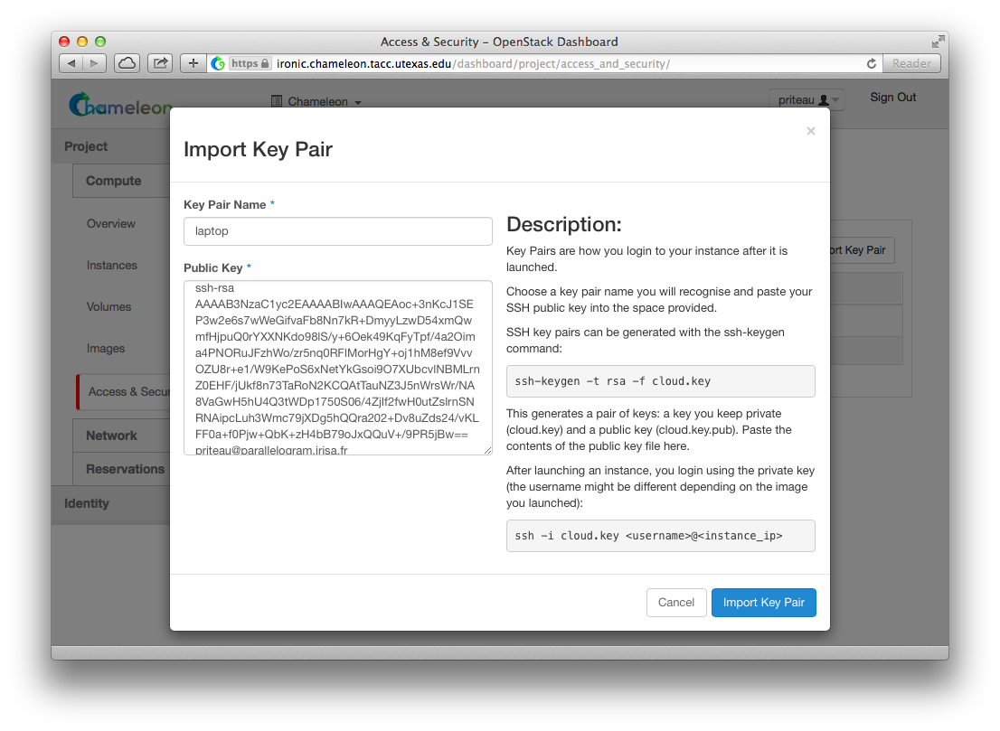 Access & Security – OpenStack Dashboard
https ironic.chameleon.tacc.utexas.edu/dashboard/project/access_and_security/ Reader
Chameleon Chameleon priteau Sign Out
Project
Compute
Overview
Instances
Volumes
Images
Access & Secur
Network
Reservations
Identity
ort Key Pair
Import Key Pair ×
Key Pair Name *
laptop
Public Key *
ssh-rsa
AAAAB3NzaC1yc2EAAAABIwAAAQEAoc+3nKcJ1SE
P3w2e6s7wWeGifvaFb8Nn7kR+DmyyLzwD54xmQw
mfHjpuQ0rYXXNKdo98lS/y+6Oek49KqFyTpf/4a2Oim
a4PNORuJFzhWo/zr5nq0RFlMorHgY+oj1hM8ef9Vvv
OZU8r+e1/W9KePoS6xNetYkGsoi9O7XUbcvlNBMLrn
Z0EHF/jUkf8n73TaRoN2KCQAtTauNZ3J5nWrsWr/NA
8VaGwH5hU4Q3tWDp1750S06/4Zjlf2fwH0utZslrnSN
RNAipcLuh3Wmc79jXDg5hQQra202+Dv8uZds24/vKL
FF0a+f0Pjw+QbK+zH4bB79oJxQQuV+/9PR5jBw==
priteau@parallelogram.irisa.fr
Description:
Key Pairs are how you login to your instance after it is
launched.
Choose a key pair name you will recognise and paste your
SSH public key into the space provided.
SSH key pairs can be generated with the ssh-keygen
command:
ssh-keygen -t rsa -f cloud.key
This generates a pair of keys: a key you keep private
(cloud.key) and a public key (cloud.key.pub). Paste the
contents of the public key file here.
After launching an instance, you login using the private key
(the username might be different depending on the image
you launched):
ssh -i cloud.key <username>@<instance_ip>
Cancel Import Key Pair